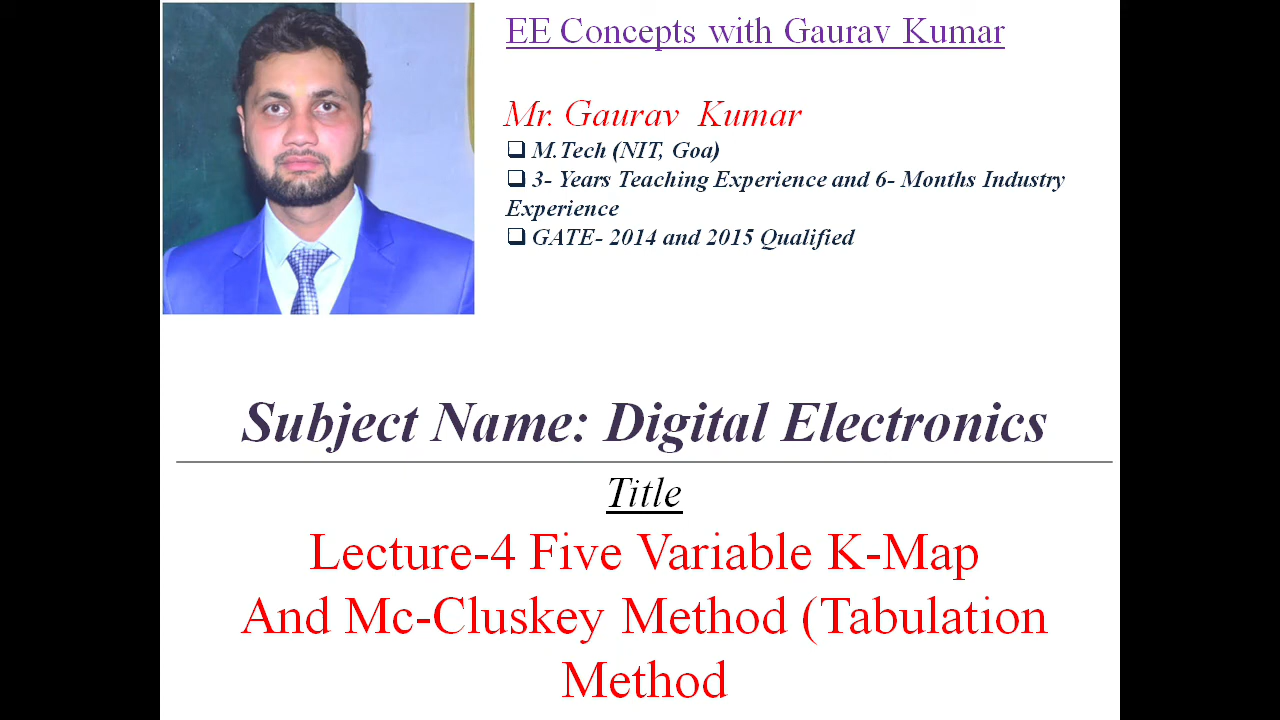 EE Concepts with Gaurav Kumar
Mr. Gaurav Kumar
❑ M.Tech (NIT, Goa)
❑ 3- Years Teaching Experience and 6- Months Industry
Experience
❑ GATE- 2014 and 2015 Qualified
Subject Name: Digital Electronics
Title
Lecture-4 Five Variable K-Map
And Mc-Cluskey Method (Tabulation
Method